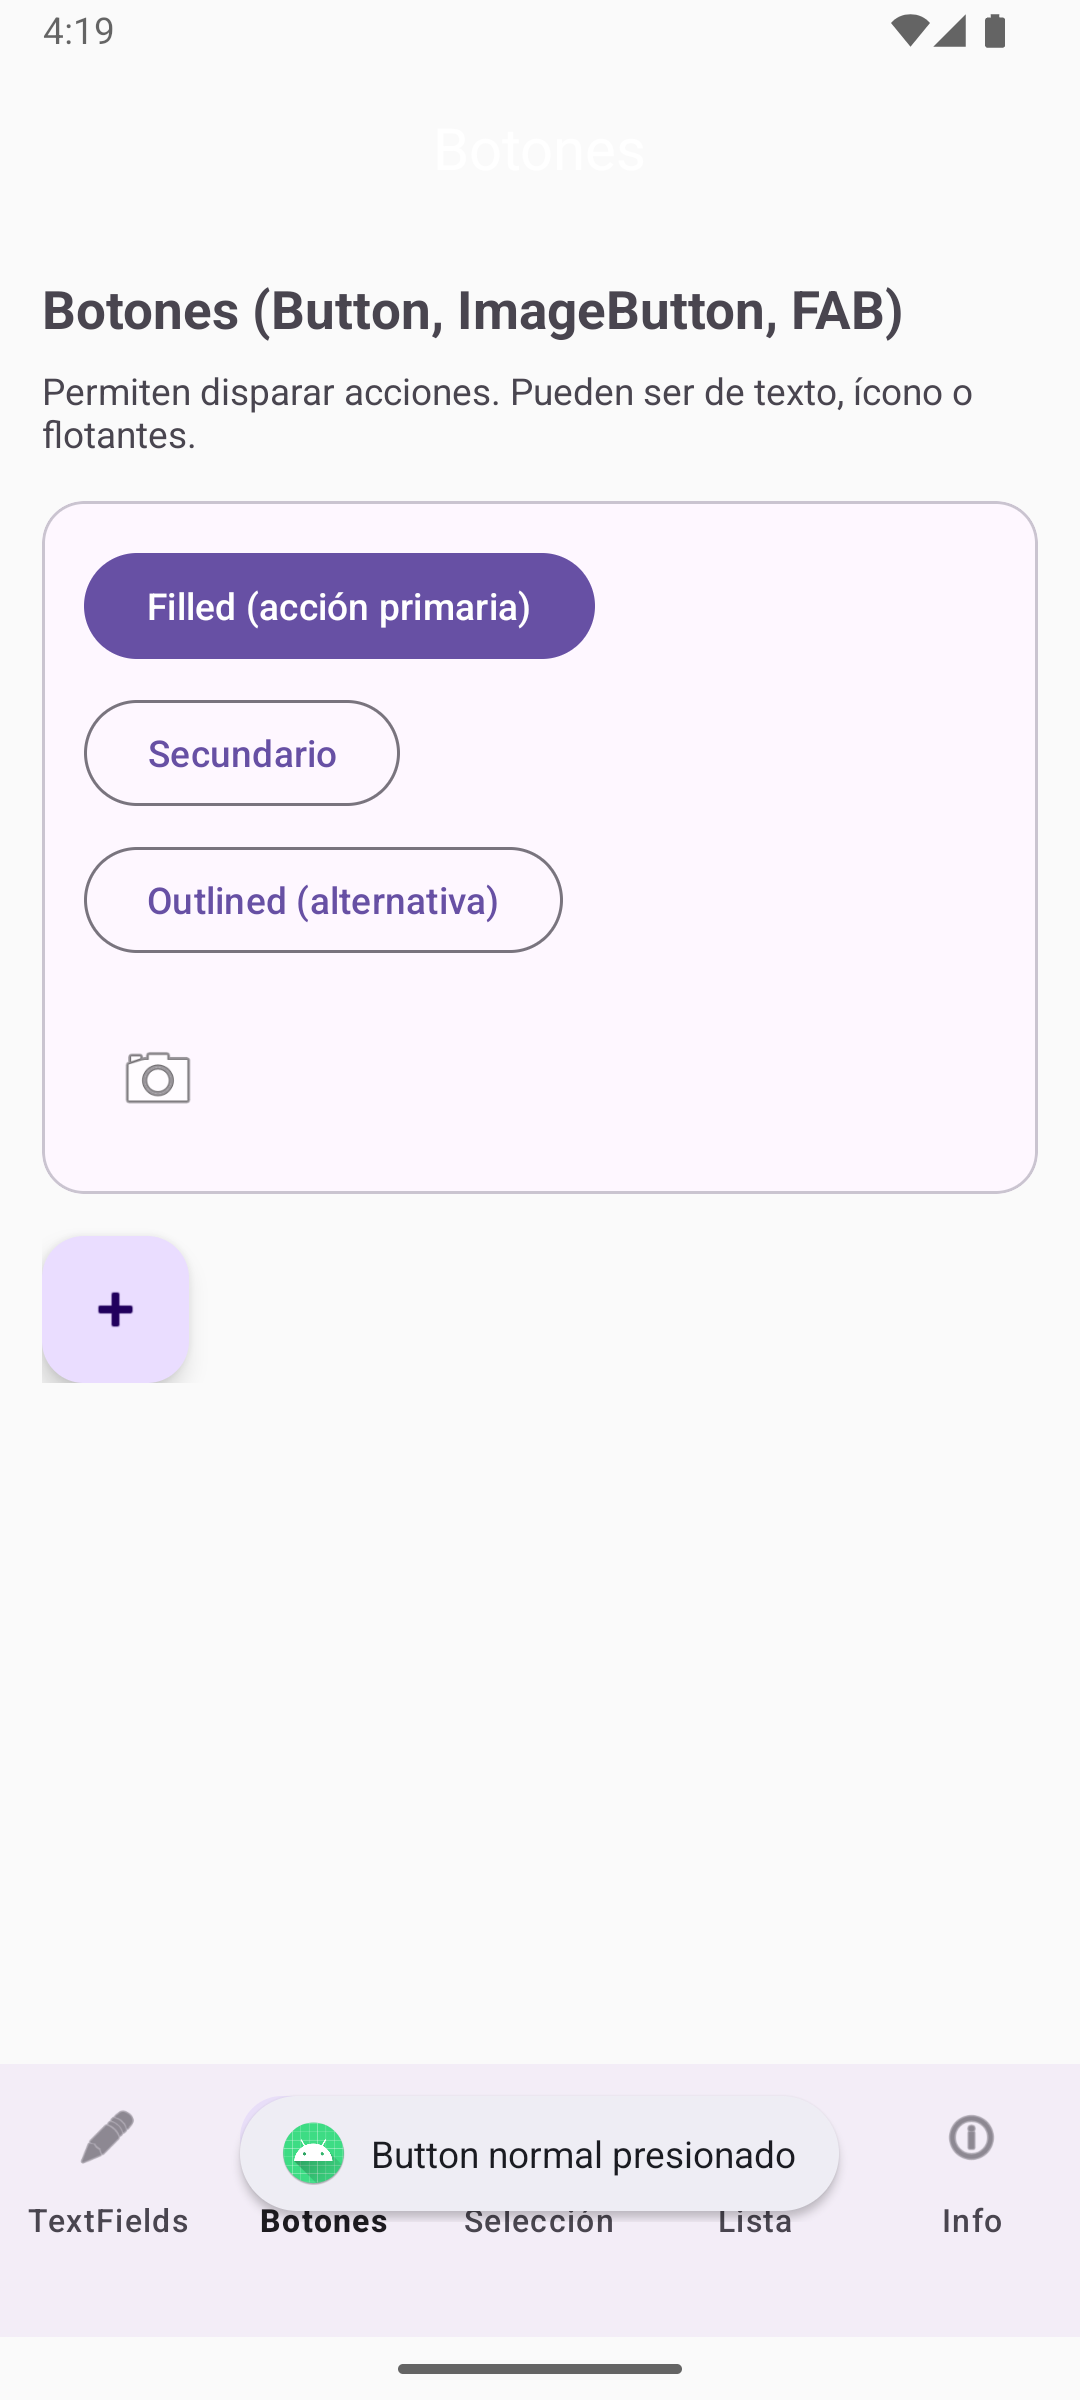 4:19
Botones
Botones (Button, ImageButton, FAB)
Permiten disparar acciones. Pueden ser de texto, ícono o
flotantes.
Filled (acción primaria)
Secundario
Outlined (alternativa)
Button normal presionado
TextFields
Botones
Selección
Lista
Info